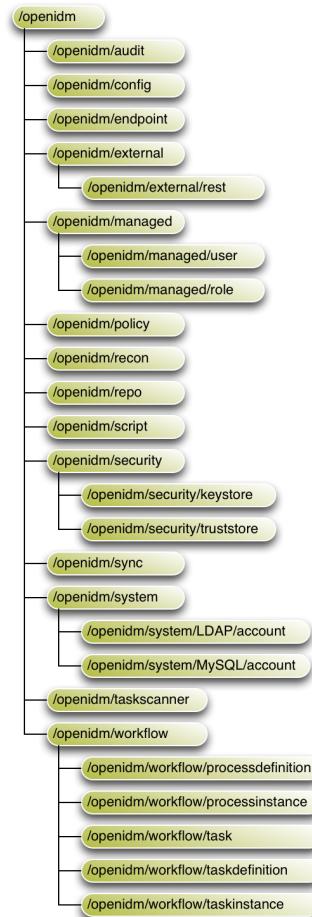 /openidm
/openidm/audit
/openidm/config
/openidm/endpoint
/openidm/external
/openidm/external/rest
/openidm/managed
/openidm/managed/user
/openidm/managed/role
/openidm/policy
/openidm/recon
/openidm/repo
/openidm/script
/openidm/security
/openidm/security/keystore
/openidm/security/truststore
/openidm/sync
/openidm/system
/openidm/system/LDAP/account
/openidm/system/MySQL/account
/openidm/taskscanner
/openidm/workflow
/openidm/workflow/processdefinition
/openidm/workflow/processinstance
/openidm/workflow/task
/openidm/workflow/taskdefinition
/openidm/workflow/taskinstance